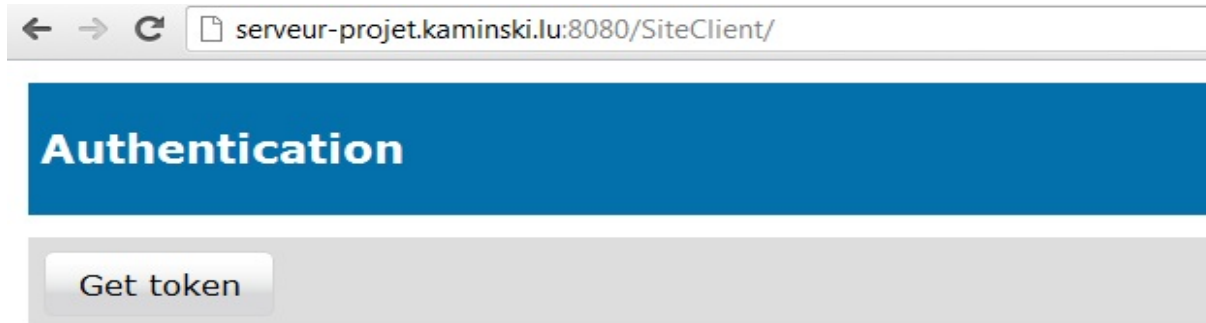 serveur-projet.kaminski.lu:8080/SiteClient/
Authentication
Get token